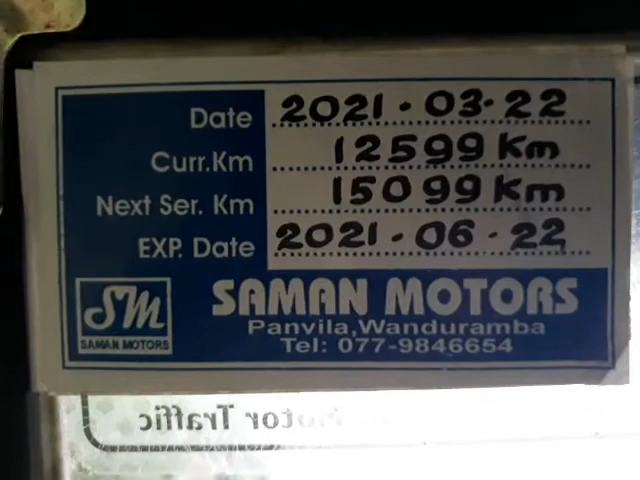 Date 2021.03.22
Curr.Km 12599 Km
Next Ser. Km 15099 Km
EXP. Date 2021.06.22
SM
SAMAN MOTORS
SAMAN MOTORS
Panvila,Wanduramba
Tel: 077-9846654
Motor Traffic